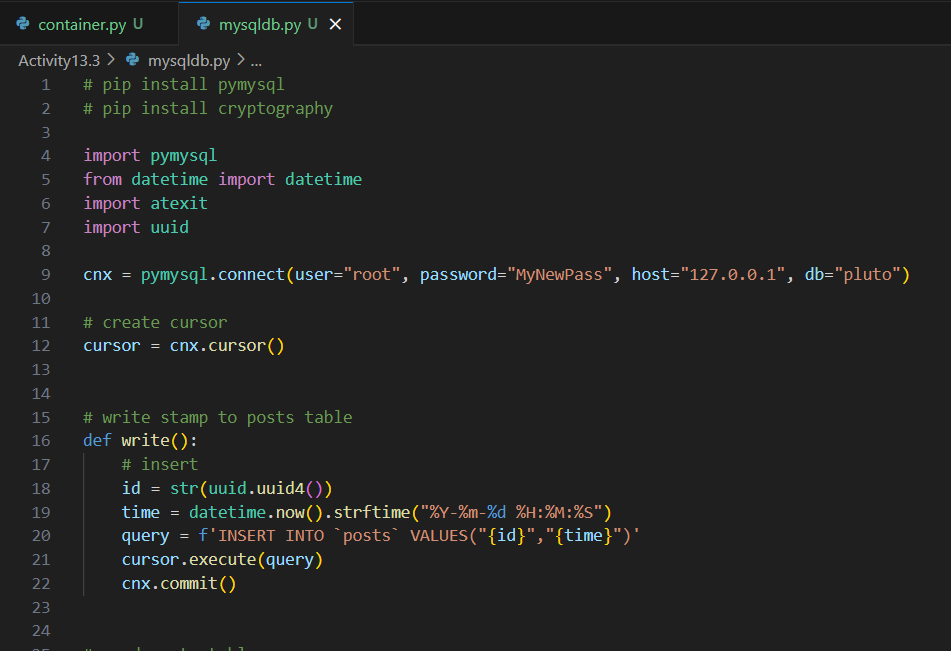 container.py U
mysqldb.py U
Activity13.3 > mysqldb.py > ...
1 # pip install pymysql
2 # pip install cryptography
3
4 import pymysql
5 from datetime import datetime
6 import atexit
7 import uuid
8
9 cnx = pymysql.connect(user="root", password="MyNewPass", host="127.0.0.1", db="pluto")
10
11 # create cursor
12 cursor = cnx.cursor()
13
14
15 # write stamp to posts table
16 def write():
17     # insert
18     id = str(uuid.uuid4())
19     time = datetime.now().strftime("%Y-%m-%d %H:%M:%S")
20     query = f'INSERT INTO `posts` VALUES("{id}","{time}")'
21     cursor.execute(query)
22     cnx.commit()
23
24